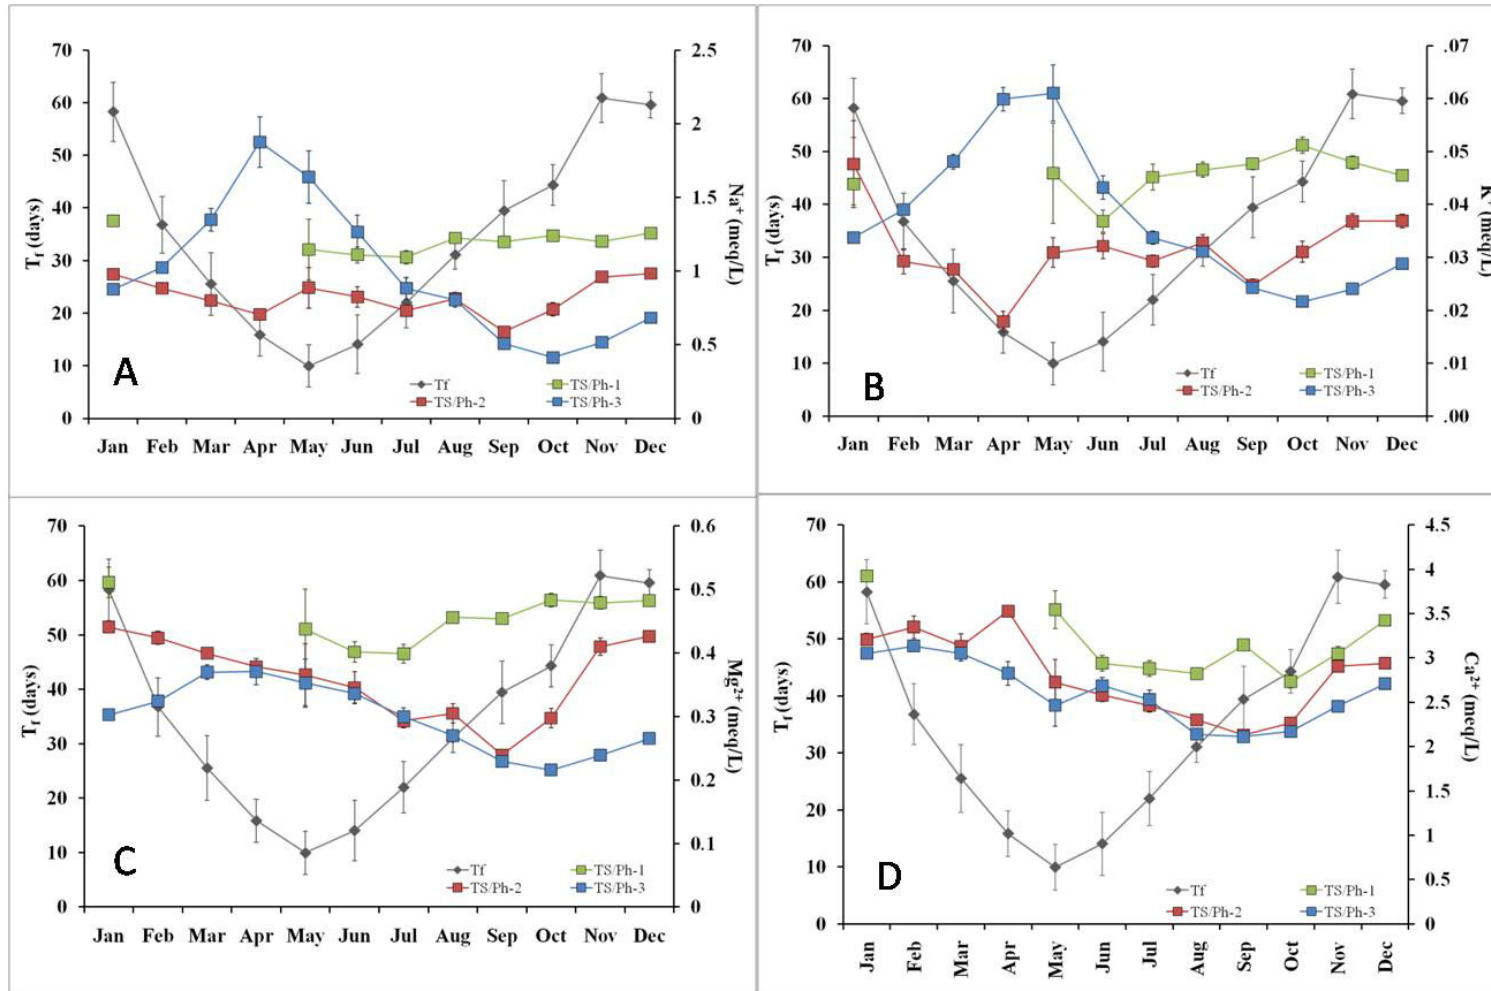 70
60
50
40
30
20
10
0
Tf (days)
2.5
2
1.5
1
0.5
0
Na+ (meq/L)
A
Tf
TS/Ph-1
TS/Ph-2
TS/Ph-3
Jan Feb Mar Apr May Jun Jul Aug Sep Oct Nov Dec
70
60
50
40
30
20
10
0
Tf (days)
.07
.06
.05
.04
.03
.02
.01
.00
K+ (meq/L)
B
Tf
TS/Ph-1
TS/Ph-2
TS/Ph-3
Jan Feb Mar Apr May Jun Jul Aug Sep Oct Nov Dec
70
60
50
40
30
20
10
0
Tf (days)
0.6
0.5
0.4
0.3
0.2
0.1
0
Mg2+ (meq/L)
C
Tf
TS/Ph-1
TS/Ph-2
TS/Ph-3
Jan Feb Mar Apr May Jun Jul Aug Sep Oct Nov Dec
70
60
50
40
30
20
10
0
Tf (days)
4.5
4
3.5
3
2.5
2
1.5
1
0.5
0
Ca2+ (meq/L)
D
Tf
TS/Ph-1
TS/Ph-2
TS/Ph-3
Jan Feb Mar Apr May Jun Jul Aug Sep Oct Nov Dec